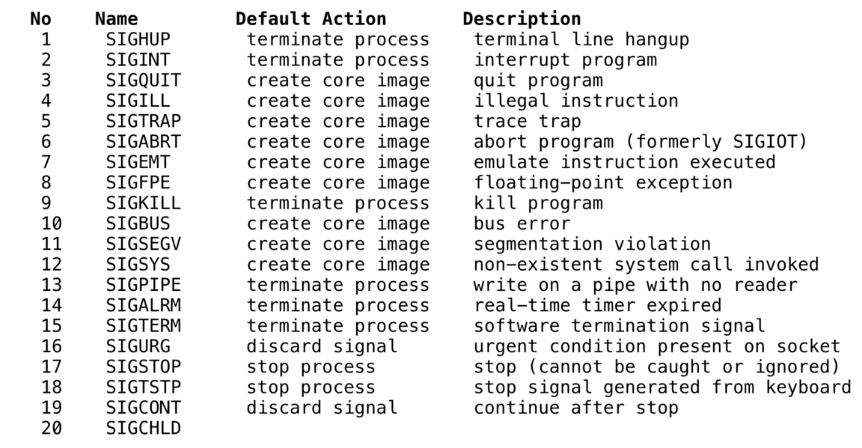 No Name Default Action Description
1 SIGHUP terminate process terminal line hangup
2 SIGINT terminate process interrupt program
3 SIGQUIT create core image quit program
4 SIGILL create core image illegal instruction
5 SIGTRAP create core image trace trap
6 SIGABRT create core image abort program (formerly SIGIOT)
7 SIGEMT create core image emulate instruction executed
8 SIGFPE create core image floating-point exception
9 SIGKILL terminate process kill program
10 SIGBUS create core image bus error
11 SIGSEGV create core image segmentation violation
12 SIGSYS create core image non-existent system call invoked
13 SIGPIPE terminate process write on a pipe with no reader
14 SIGALRM terminate process real-time timer expired
15 SIGTERM terminate process software termination signal
16 SIGURG discard signal urgent condition present on socket
17 SIGSTOP stop process stop (cannot be caught or ignored)
18 SIGTSTP stop process stop signal generated from keyboard
19 SIGCONT discard signal continue after stop
20 SIGCHLD